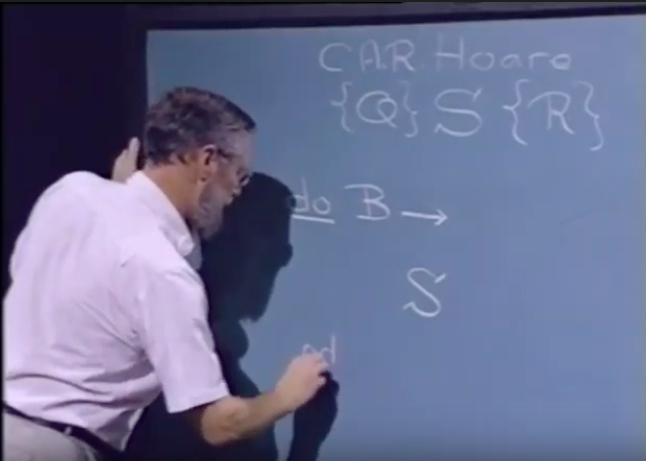 C.A.R. Hoare
{Q} S {R}
do B →
S
od